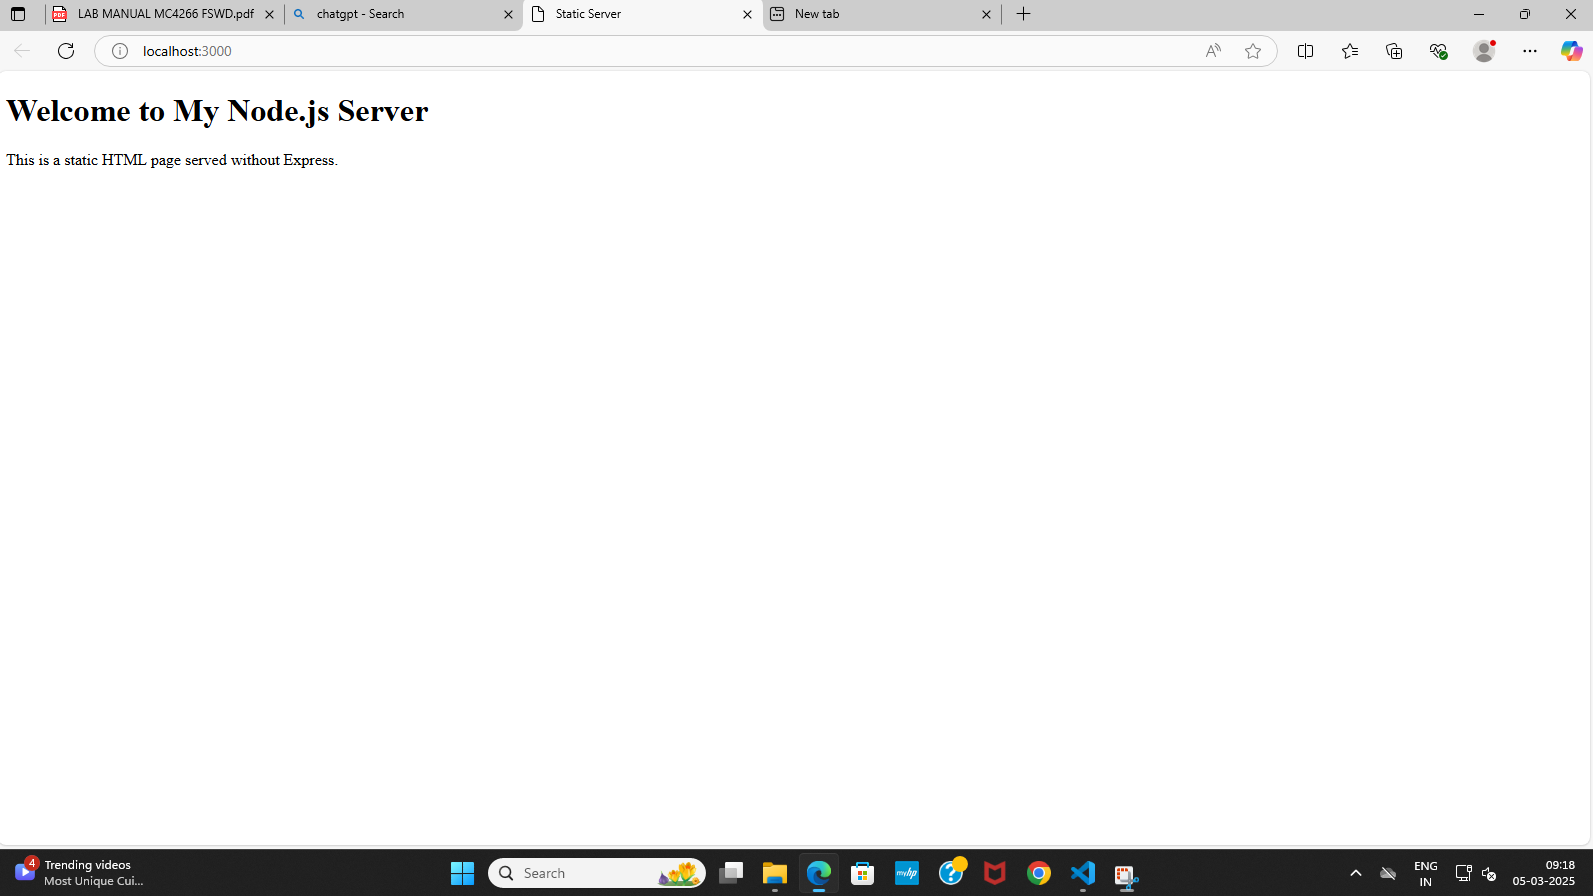 LAB MANUAL MC4266 FSWD.pdf
chatgpt - Search
Static Server
New tab
localhost:3000
Welcome to My Node.js Server
This is a static HTML page served without Express.
4
Trending videos
Most Unique Cui...
Search
myhp
ENG
IN
09:18
05-03-2025